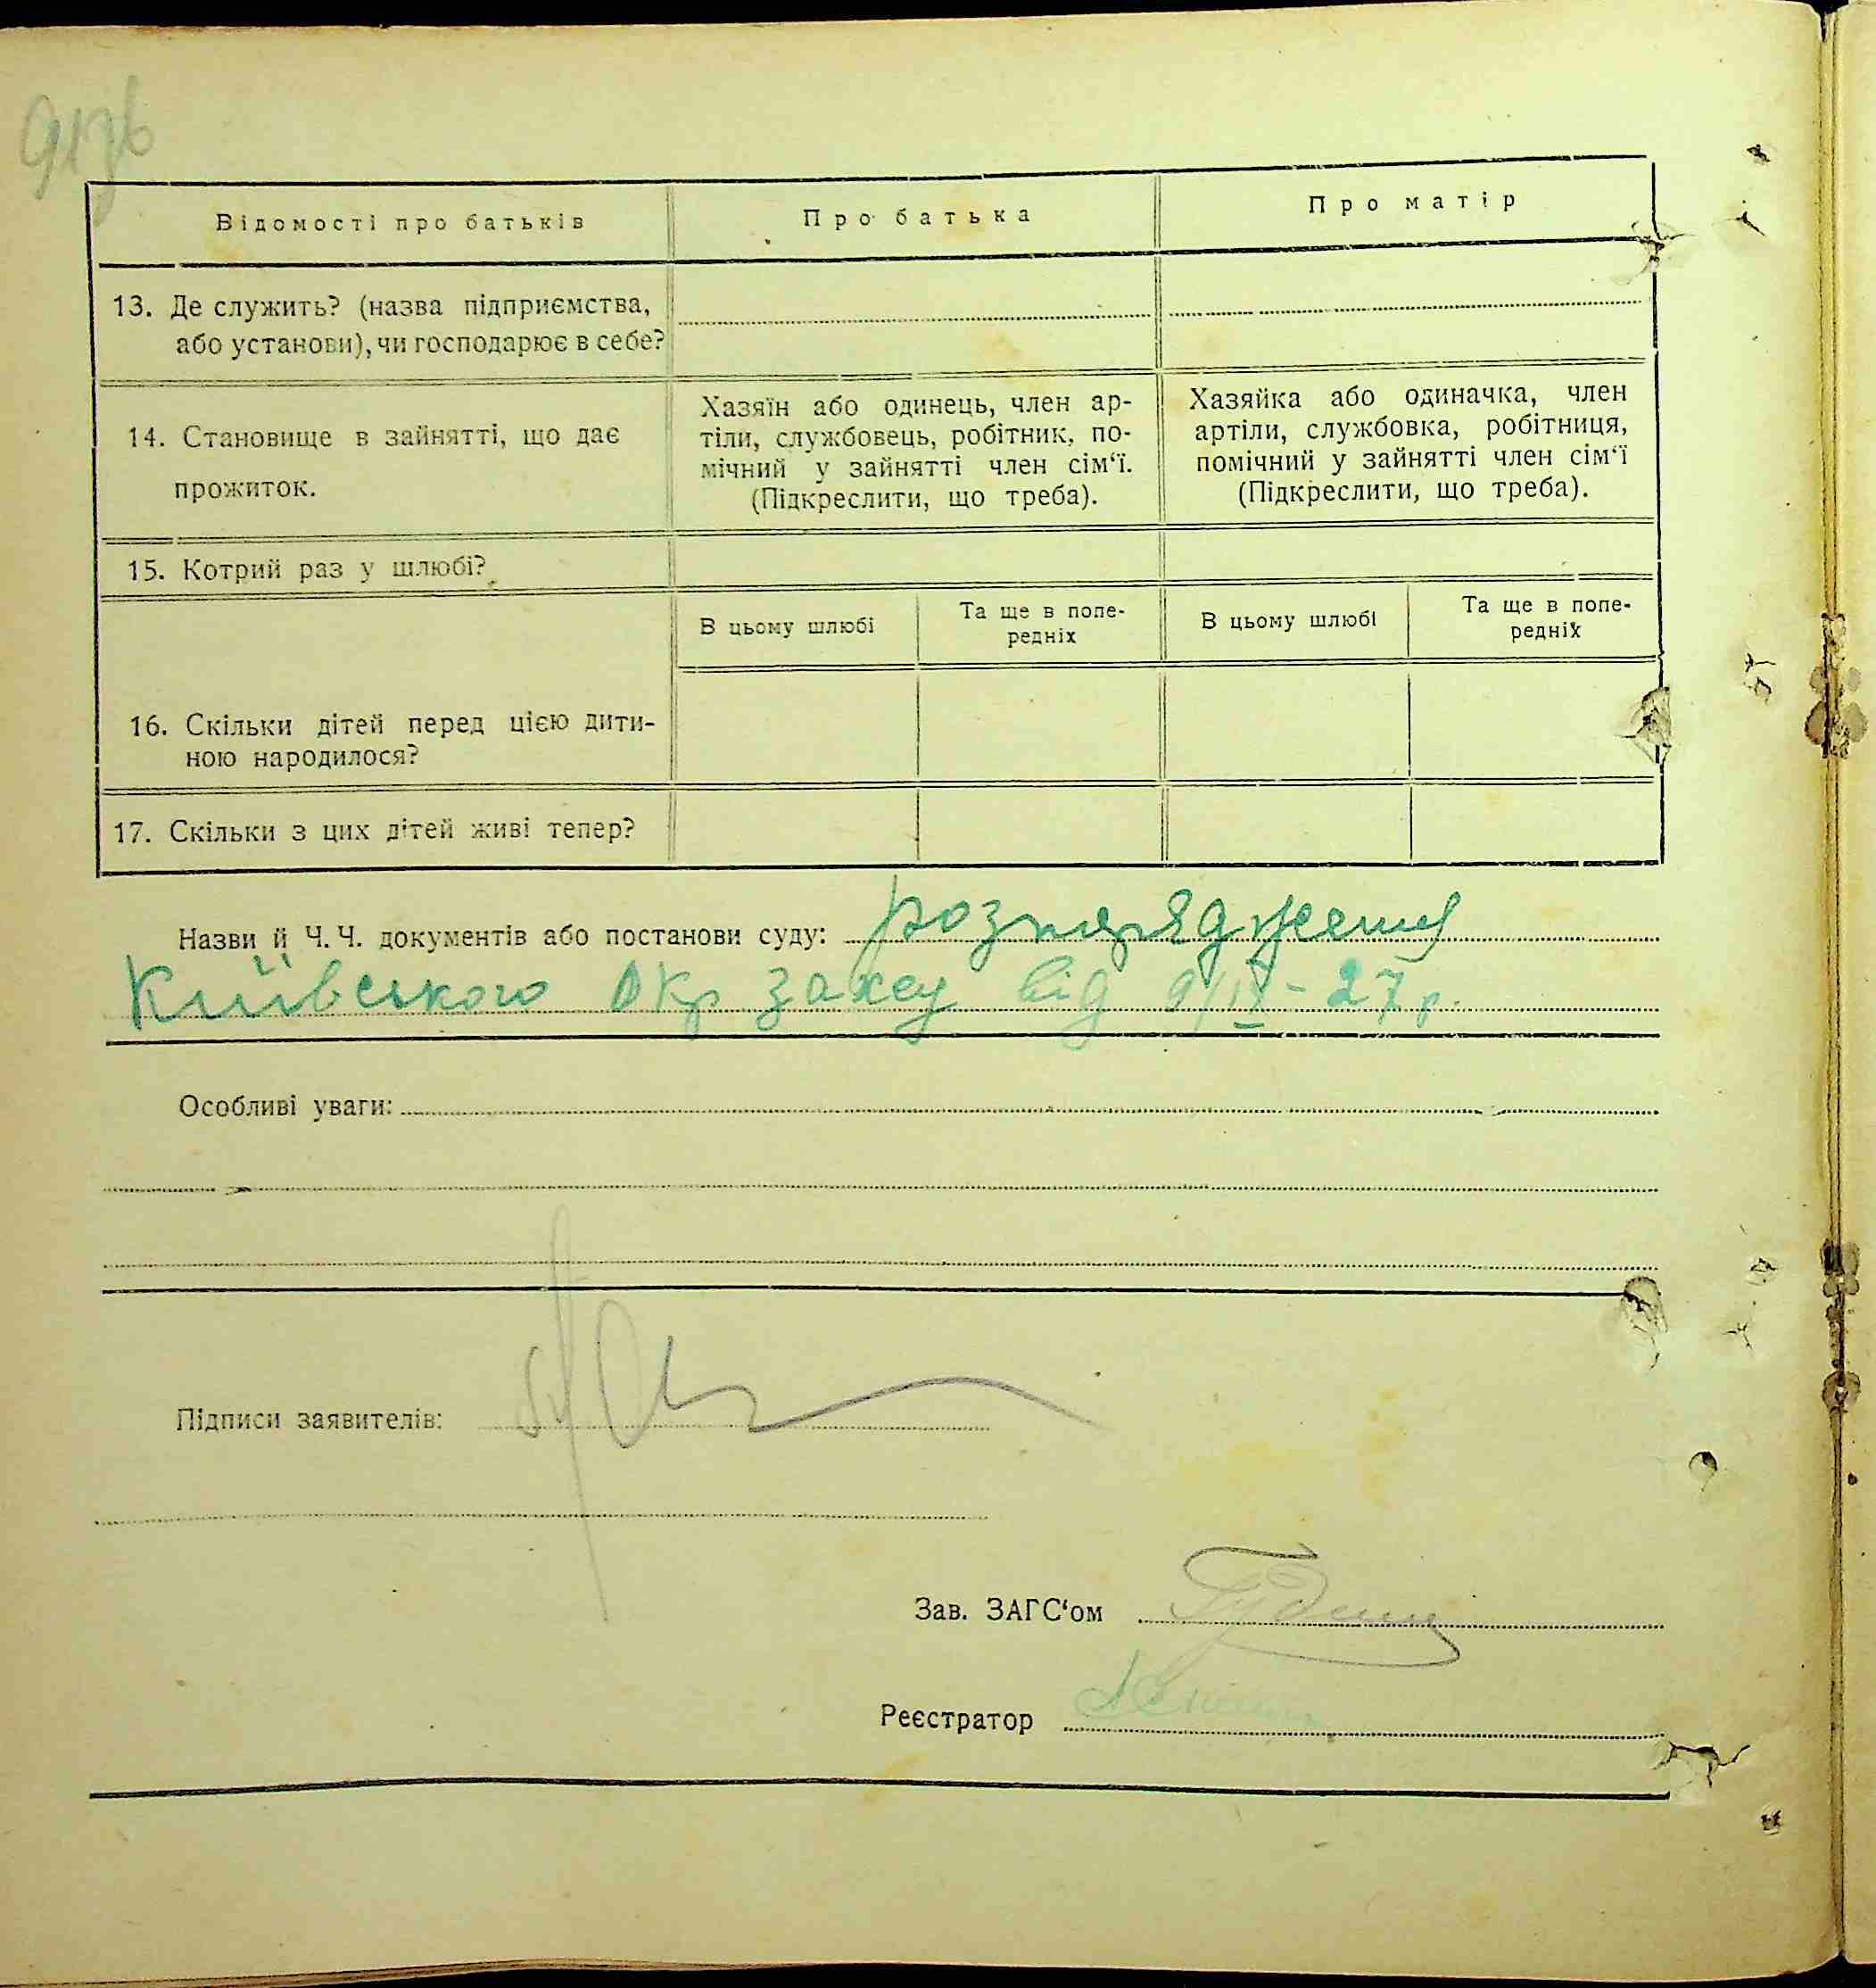 Відомості про батьків
Про батька
Про матір
13. Де служить? (назва підприємства,
або установи), чи господарює в себе?
14. Становище в зайнятті, що дає
прожиток.
Хазяїн або одинець, член ар-
тіли, службовець, робітник, по-
мічний у зайнятті член сім‘ї.
(Підкреслити, що треба).
Хазяйка або одиначка, член
артіли, службовка, робітниця,
помічний у зайнятті член сім‘ї
(Підкреслити, що треба).
15. Котрий раз у шлюбі?
В цьому шлюбі
Та ще в попе-
редніх
В цьому шлюбі
Та ще в попе-
редніх
16. Скільки дітей перед цією дити-
ною народилося?
17. Скільки з цих дітей живі тепер?
Назви й Ч. Ч. документів або постанови суду: розпорядження
Київського Окр загсу від 9/IX - 27 р.
Особливі уваги:
Підписи заявителів:
Зав. ЗАГС‘ом
Реєстратор